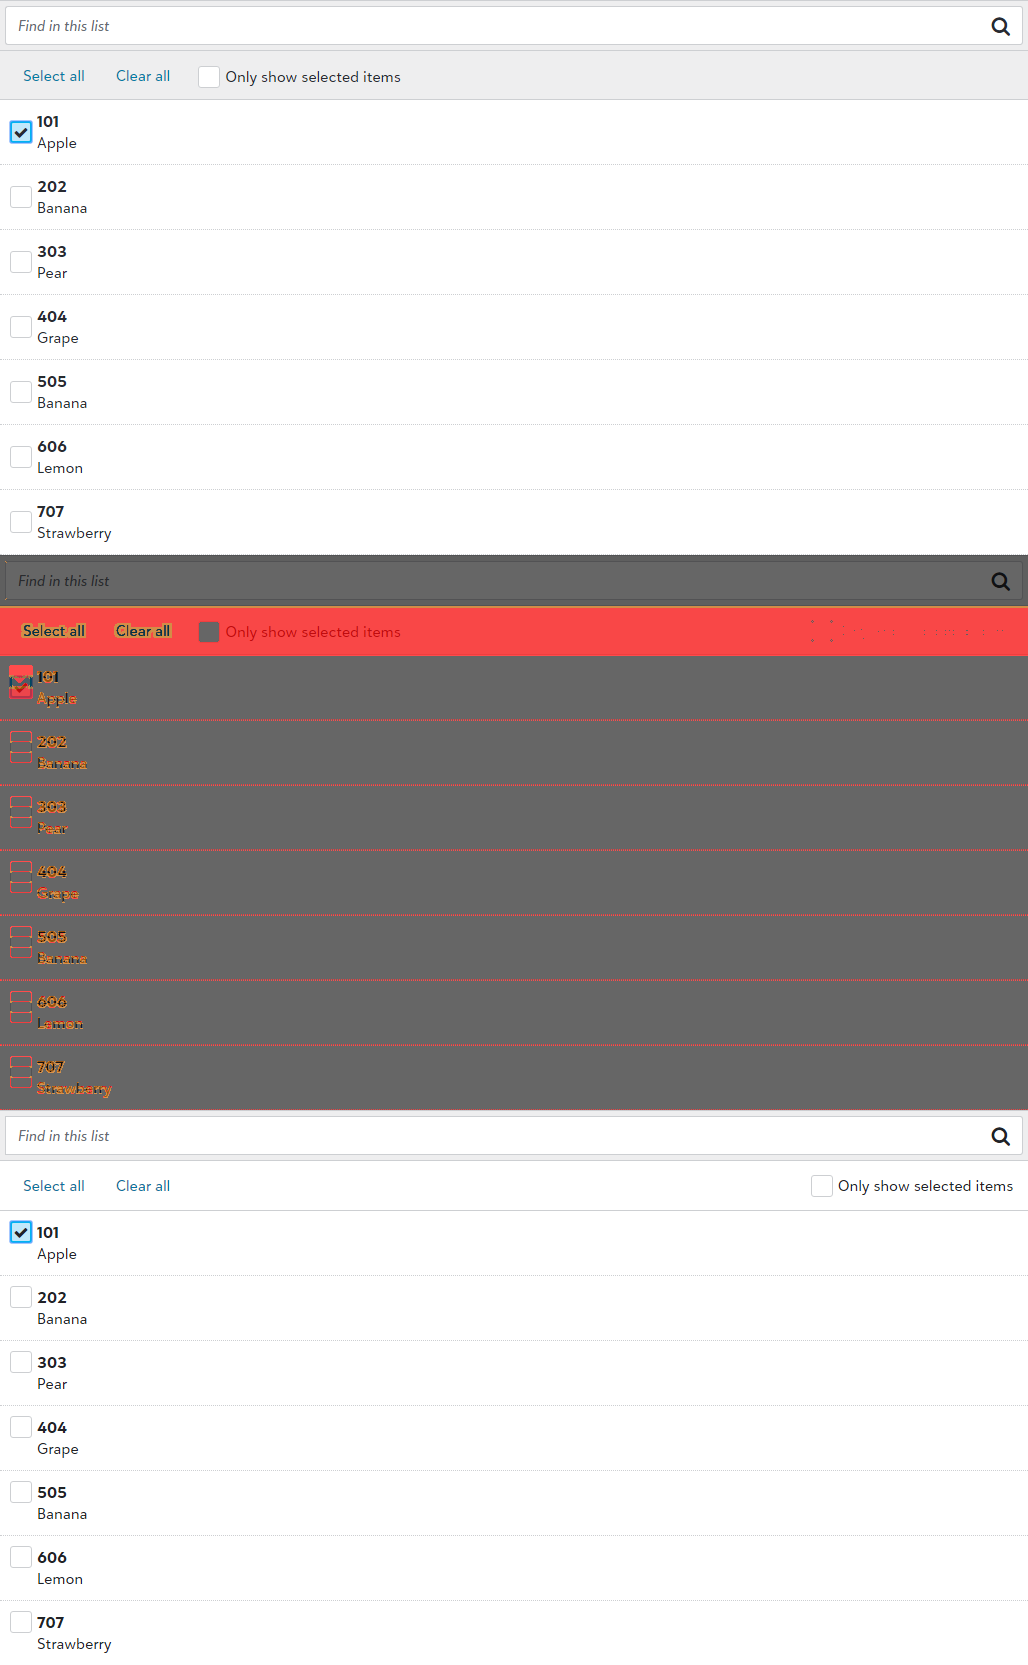 Find in this list
Select all Clear all Only show selected items
101
Apple
202
Banana
303
Pear
404
Grape
505
Banana
606
Lemon
707
Strawberry
Find in this list
Select all Clear all Only show selected items
101
Apple
202
Banana
303
Pear
404
Grape
505
Banana
606
Lemon
707
Strawberry
Find in this list
Select all Clear all Only show selected items
101
Apple
202
Banana
303
Pear
404
Grape
505
Banana
606
Lemon
707
Strawberry